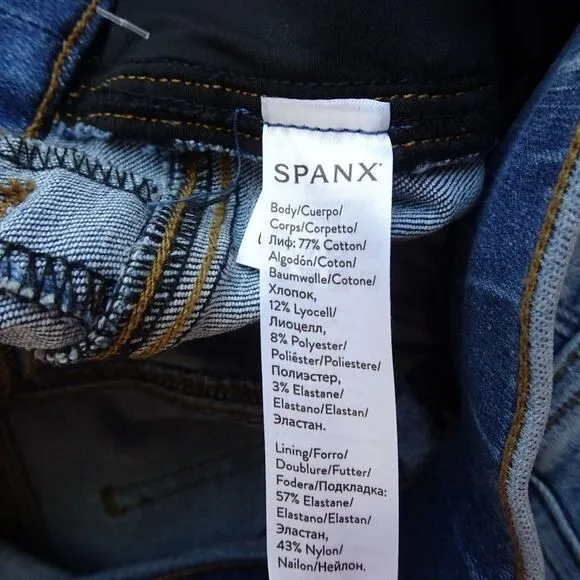 SPANX
Body/Cuerpo/
Corps/Corpetto/
Лиф: 77% Cotton/
Algodón/Coton/
Baumwolle/Cotone/
Хлопок,
12% Lyocell/
Лиоцелл,
8% Polyester/
Poliéster/Poliestere/
Полиэстер,
3% Elastane/
Elastano/Elastan/
Эластан.
Lining/Forro/
Doublure/Futter/
Fodera/Подкладка:
57% Elastane/
Elastano/Elastan/
Эластан,
43% Nylon/
Nailon/Нейлон.